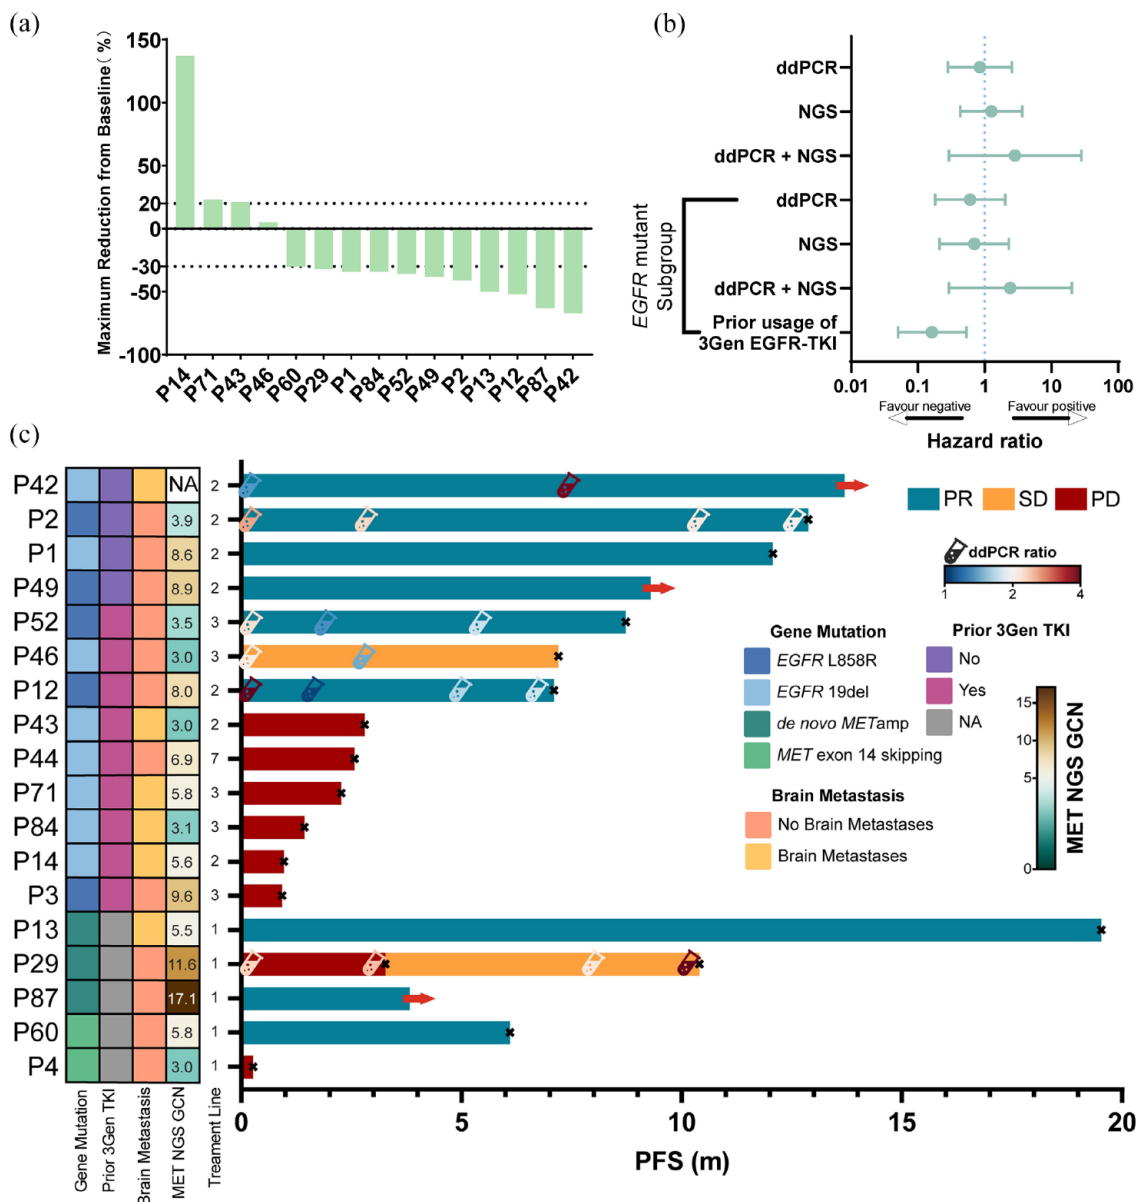 (a)
Maximum Reduction from Baseline(%)
150
100
50
20
0
-30
-50
-100
P14 P71 P43 P46 P60 P29 P1 P84 P52 P49 P2 P13 P12 P87 P42
(b)
ddPCR
NGS
ddPCR + NGS
EGFR mutant
Subgroup
ddPCR
NGS
ddPCR + NGS
Prior usage of
3Gen EGFR-TKI
0.01 0.1 1 10 100
Favour negative Favour positive
Hazard ratio
(c)
P42 NA 2
P2 3.9 2
P1 8.6 2
P49 8.9 2
P52 3.5 3
P46 3.0 3
P12 8.0 2
P43 3.0 2
P44 6.9 7
P71 5.8 3
P84 3.1 3
P14 5.6 2
P3 9.6 3
P13 5.5 1
P29 11.6 1
P87 17.1 1
P60 5.8 1
P4 3.0 1
Gene Mutation
Prior 3Gen TKI
Brain Metastasis
MET NGS GCN
Treament Line
0 5 10 15 20
PFS (m)
PR SD PD
ddPCR ratio
1 2 4
Gene Mutation
EGFR L858R
EGFR 19del
de novo METamp
MET exon 14 skipping
Prior 3Gen TKI
No
Yes
NA
Brain Metastasis
No Brain Metastases
Brain Metastases
15
10
5
0
MET NGS GCN